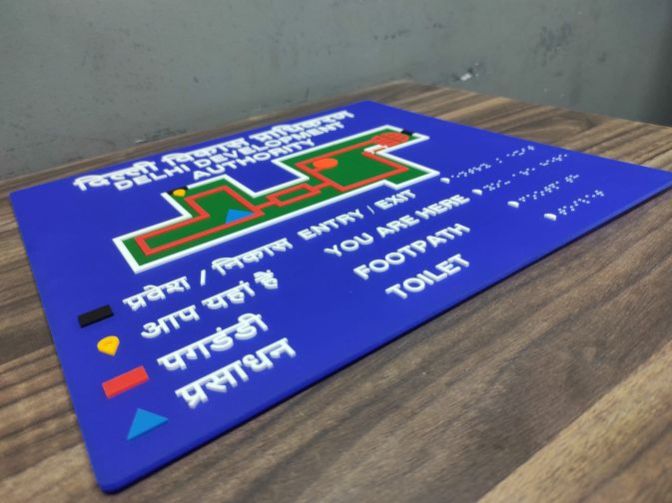 दिल्ली विकास प्राधिकरण
DELHI DEVELOPMENT
AUTHORITY
प्रवेश / निकास ENTRY / EXIT
आप यहां हैं YOU ARE HERE
पगडंडी FOOTPATH
प्रसाधन TOILET